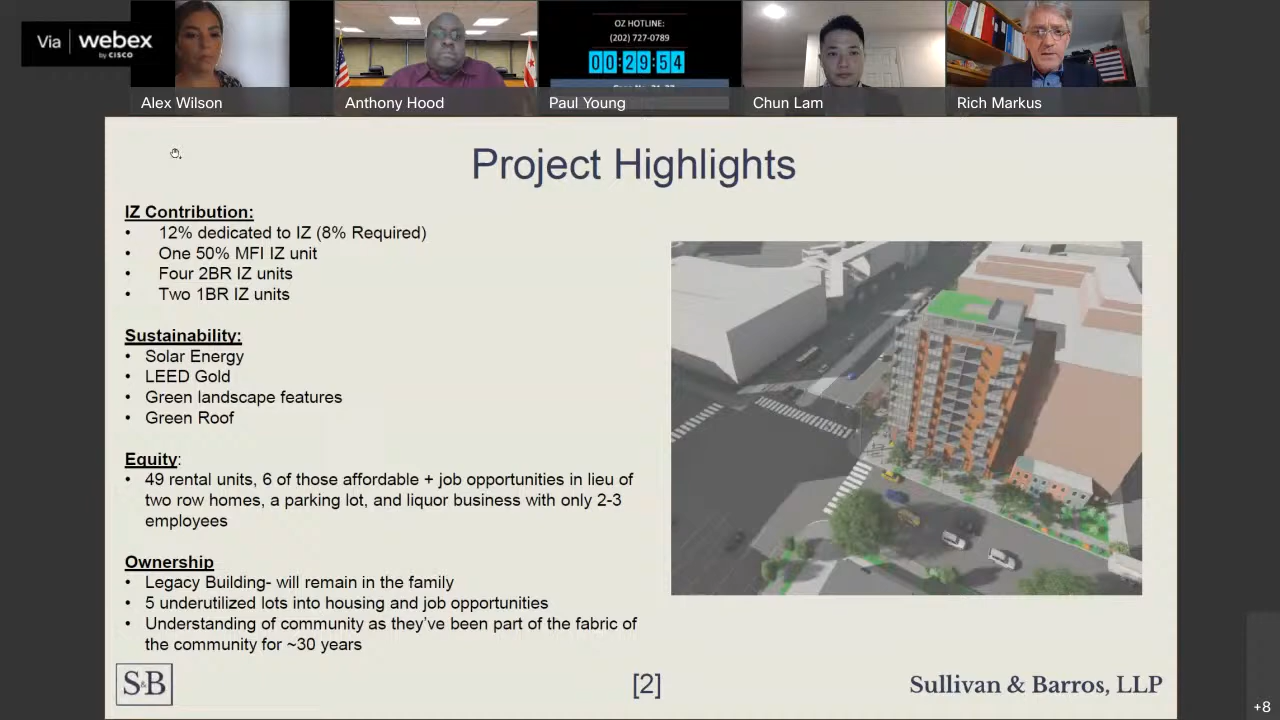 Via webex
by CISCO
OZ HOTLINE:
(202) 727-0789
00:29:54
Alex Wilson
Anthony Hood
Paul Young
Chun Lam
Rich Markus
Project Highlights
IZ Contribution:
• 12% dedicated to IZ (8% Required)
• One 50% MFI IZ unit
• Four 2BR IZ units
• Two 1BR IZ units
Sustainability:
• Solar Energy
• LEED Gold
• Green landscape features
• Green Roof
Equity:
• 49 rental units, 6 of those affordable + job opportunities in lieu of
two row homes, a parking lot, and liquor business with only 2-3
employees
Ownership
• Legacy Building- will remain in the family
• 5 underutilized lots into housing and job opportunities
• Understanding of community as they've been part of the fabric of
the community for ~30 years
S&B
[2]
Sullivan & Barros, LLP
+8